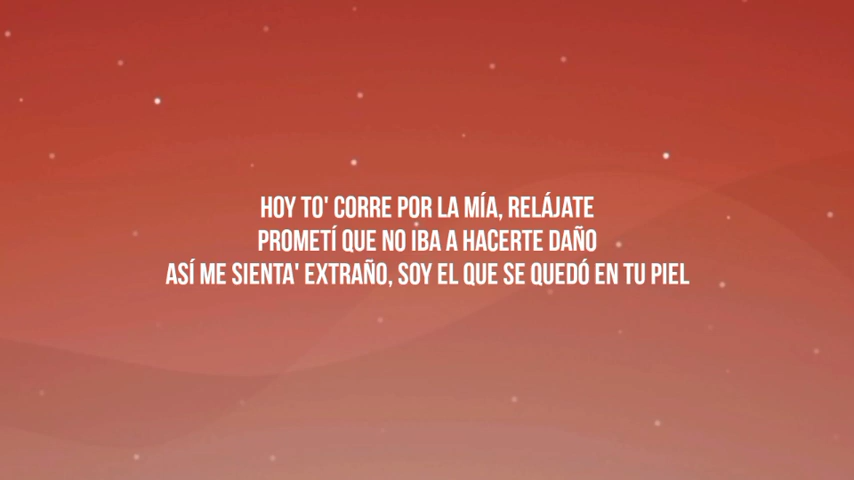 HOY TO' CORRE POR LA MÍA, RELÁJATE
PROMETÍ QUE NO IBA A HACERTE DAÑO
ASÍ ME SIENTA' EXTRAÑO, SOY EL QUE SE QUEDÓ EN TU PIEL